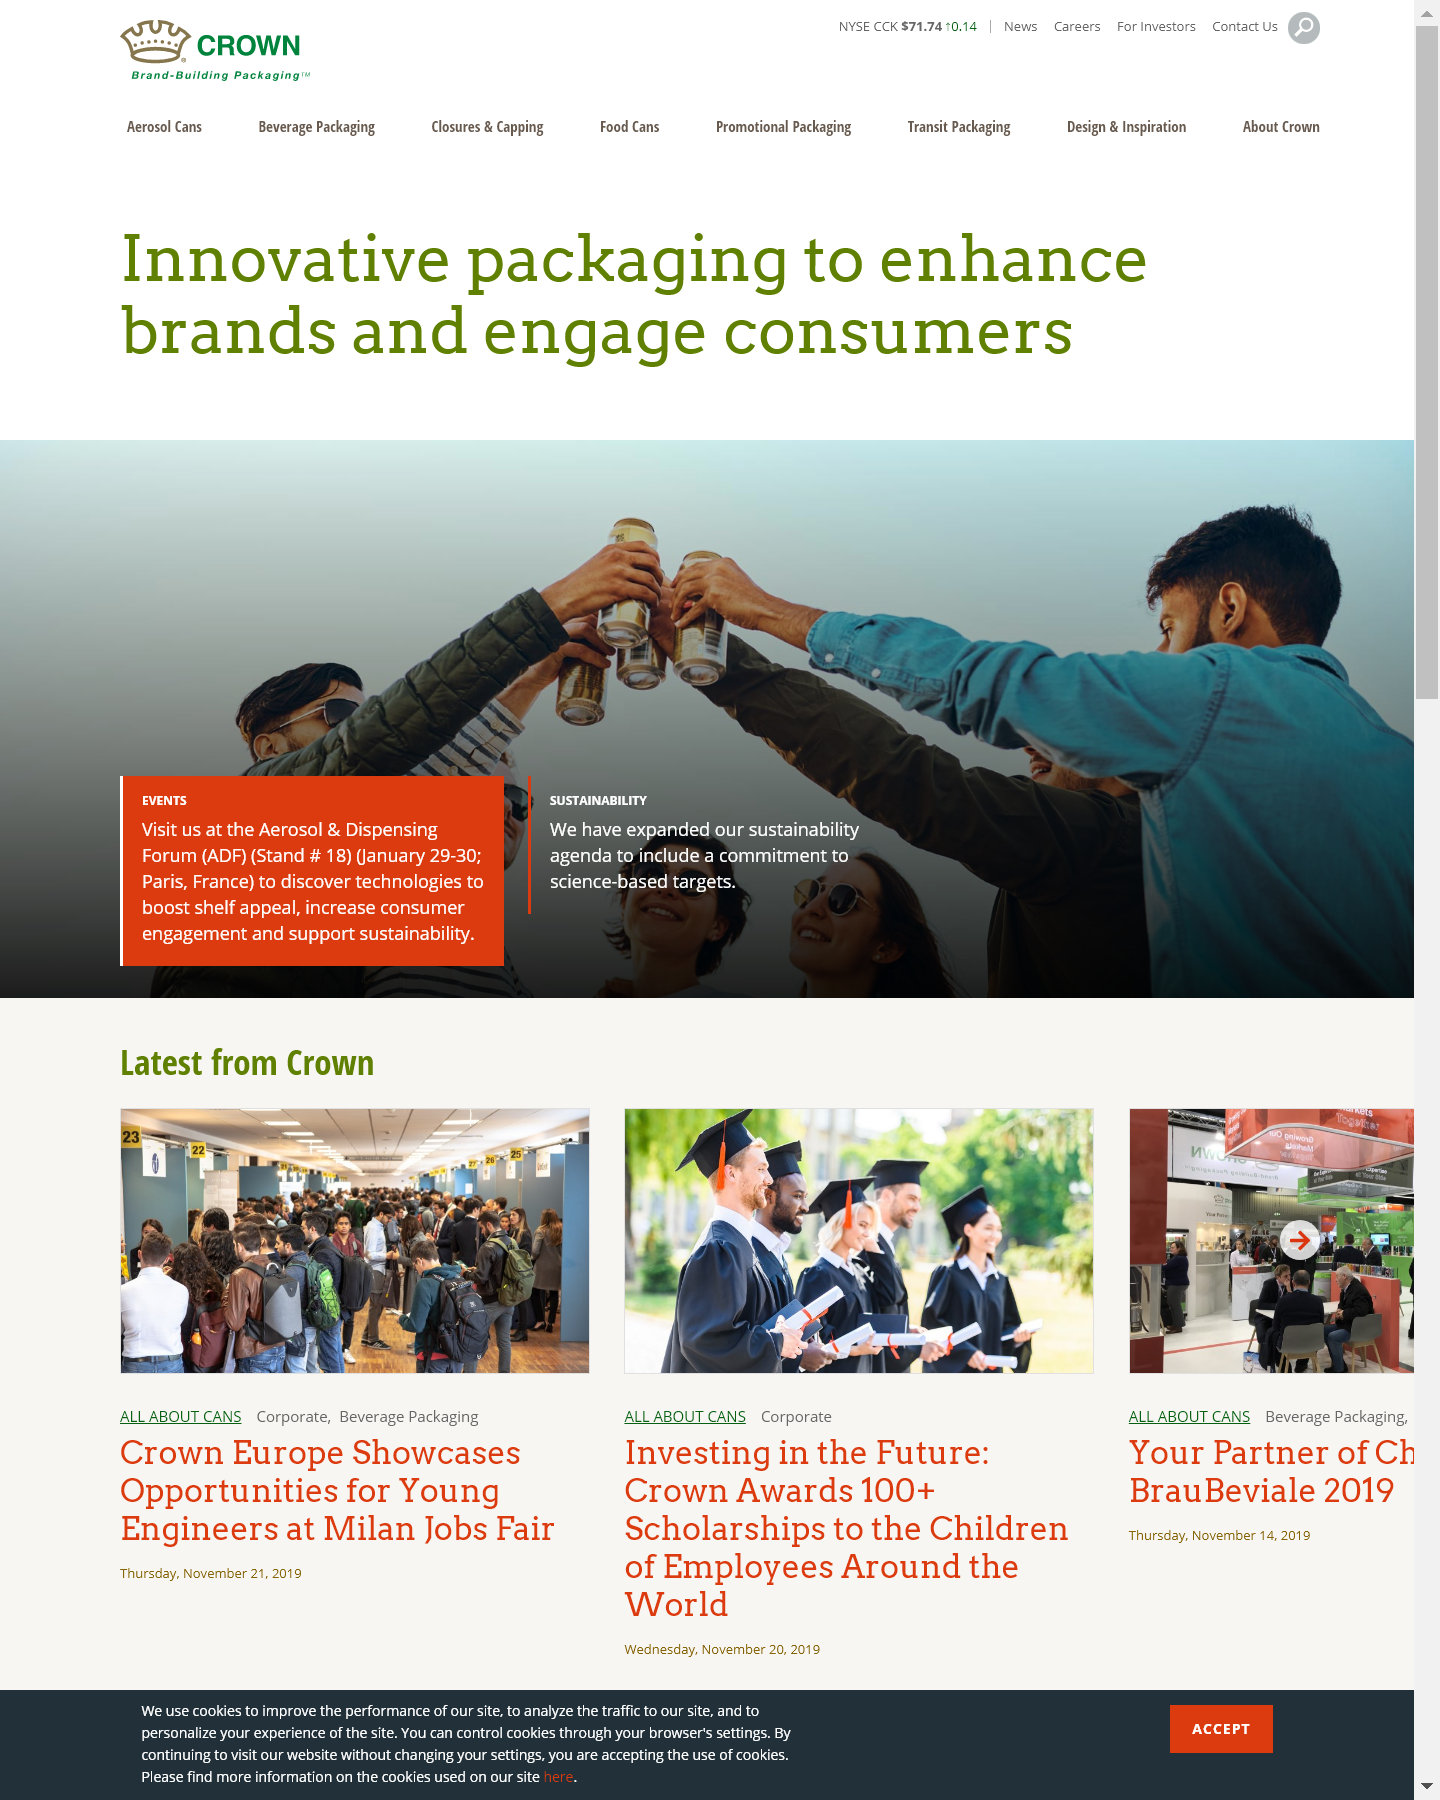 CROWN
Brand-Building Packaging™
NYSE CCK $71.74 ↑0.14 | News Careers For Investors Contact Us
Aerosol Cans Beverage Packaging Closures & Capping Food Cans Promotional Packaging Transit Packaging Design & Inspiration About Crown
Innovative packaging to enhance
brands and engage consumers
EVENTS
Visit us at the Aerosol & Dispensing
Forum (ADF) (Stand # 18) (January 29-30;
Paris, France) to discover technologies to
boost shelf appeal, increase consumer
engagement and support sustainability.
SUSTAINABILITY
We have expanded our sustainability
agenda to include a commitment to
science-based targets.
Latest from Crown
23
22
27
26
25
ALL ABOUT CANS Corporate, Beverage Packaging
Crown Europe Showcases
Opportunities for Young
Engineers at Milan Jobs Fair
Thursday, November 21, 2019
ALL ABOUT CANS Corporate
Investing in the Future:
Crown Awards 100+
Scholarships to the Children
of Employees Around the
World
Wednesday, November 20, 2019
Together
ALL ABOUT CANS Beverage Packaging,
Your Partner of Ch
BrauBeviale 2019
Thursday, November 14, 2019
We use cookies to improve the performance of our site, to analyze the traffic to our site, and to
personalize your experience of the site. You can control cookies through your browser's settings. By
continuing to visit our website without changing your settings, you are accepting the use of cookies.
Please find more information on the cookies used on our site here.
ACCEPT